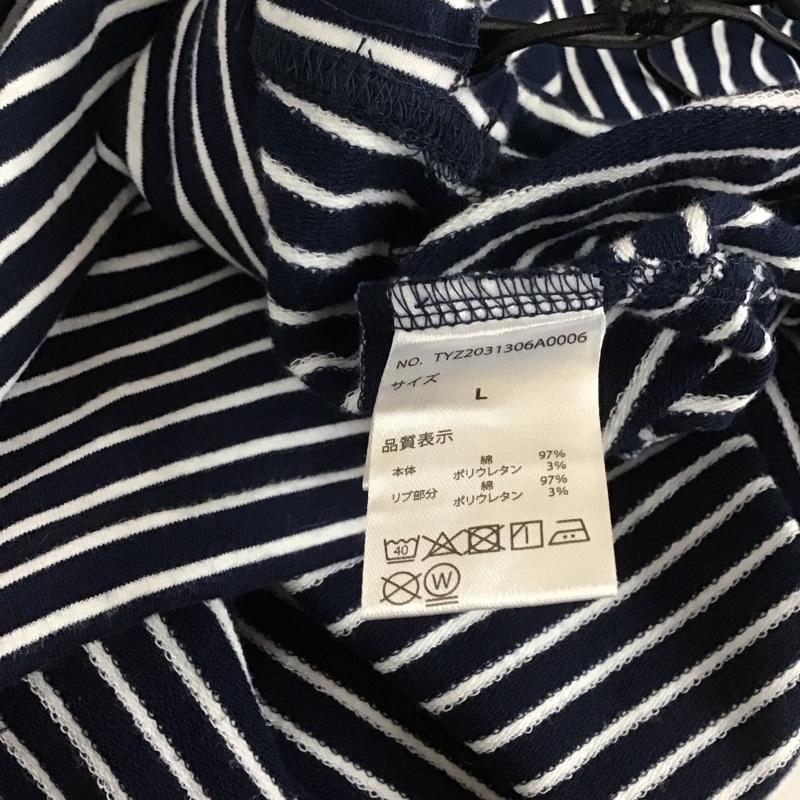 NO. TYZ2031306A0006
サイズ
L
品質表示
本体 綿 97%
ポリウレタン 3%
リブ部分 綿 97%
ポリウレタン 3%
40
W